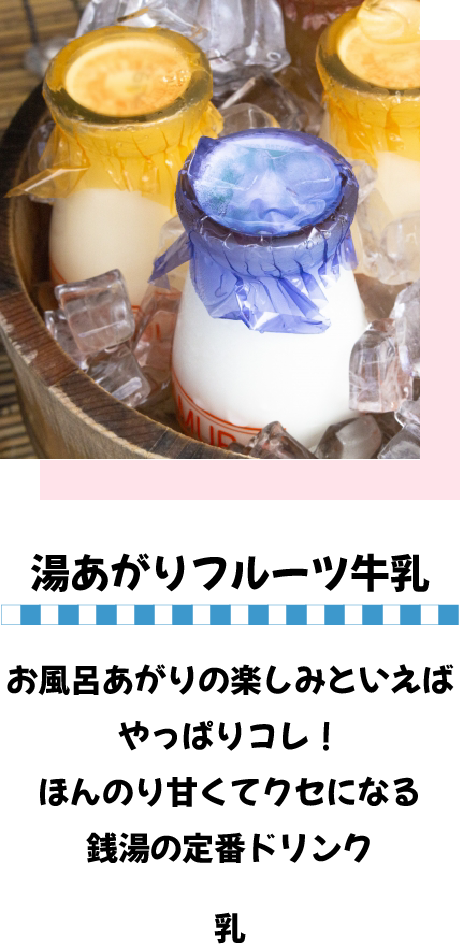 湯あがりフルーツ牛乳
お風呂あがりの楽しみといえば
やっぱりコレ！
ほんのり甘くてクセになる
銭湯の定番ドリンク
乳